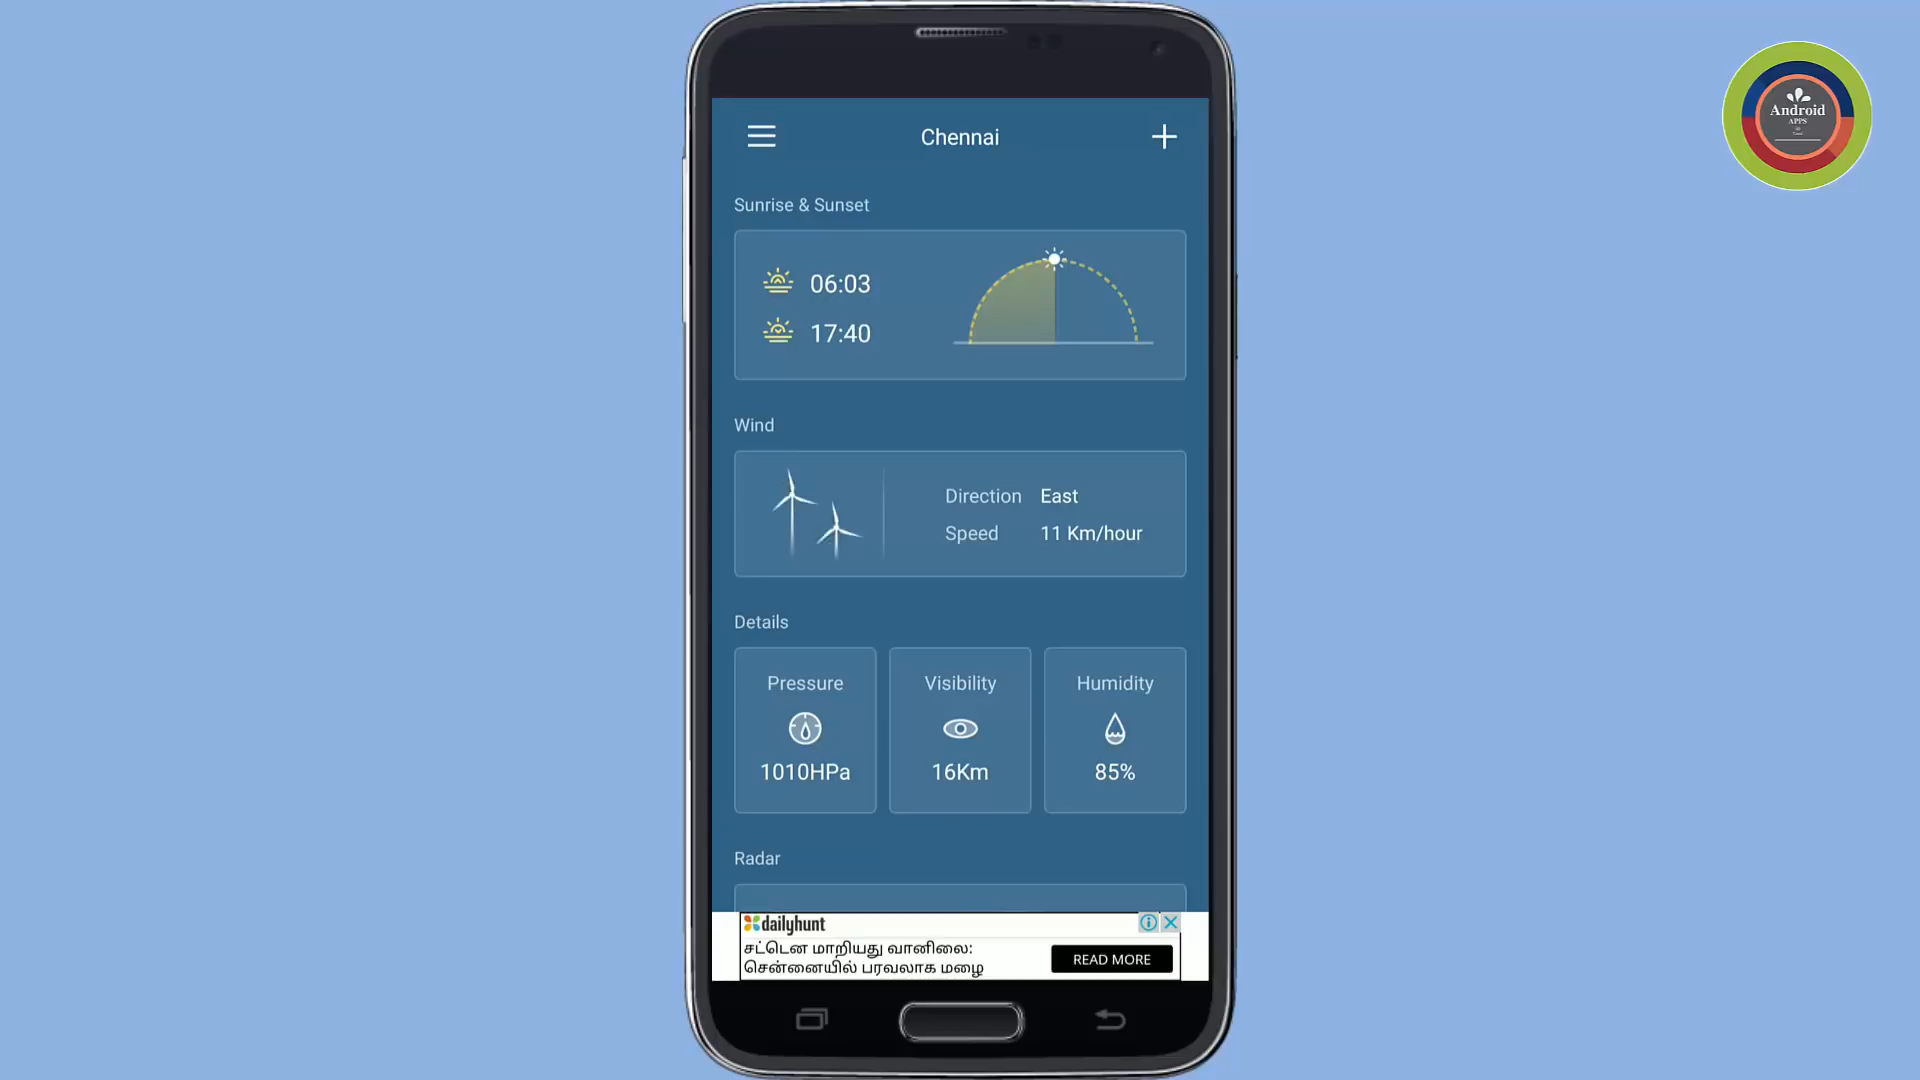 Chennai
Android
APPS
Sunrise & Sunset
06:03
17:40
Wind
Direction East
Speed 11 Km/hour
Details
Pressure Visibility Humidity
1010HPa 16Km 85%
Radar
dailyhunt
சட்டென மாறியது வானிலை:
சென்னையில் பரவலாக மழை
READ MORE